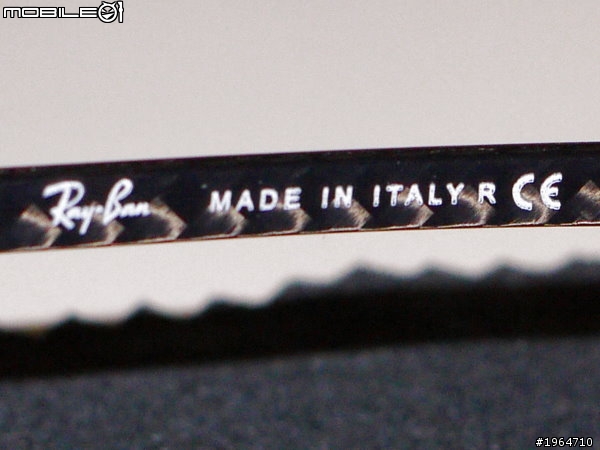 MOBILE01
Ray-Ban MADE IN ITALY R CE
#1964710